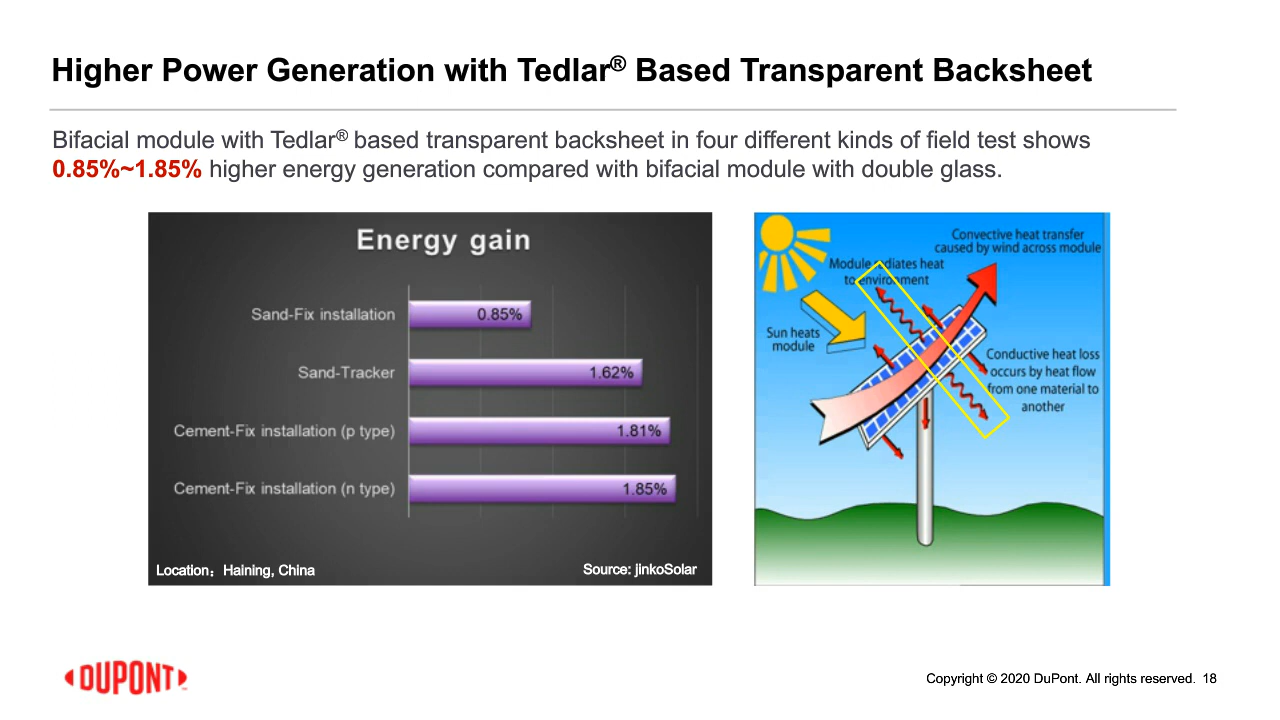 Higher Power Generation with Tedlar® Based Transparent Backsheet
Bifacial module with Tedlar® based transparent backsheet in four different kinds of field test shows
0.85%~1.85% higher energy generation compared with bifacial module with double glass.
Energy gain
Sand-Fix installation
0.85%
Sand-Tracker
1.62%
Cement-Fix installation (p type)
1.81%
Cement-Fix installation (n type)
1.85%
Location: Haining, China
Source: jinkoSolar
Convective heat transfer
caused by wind across module
Module radiates heat
to environment
Sun heats
module
Conductive heat loss
occurs by heat flow
from one material to
another
DUPONT
Copyright © 2020 DuPont. All rights reserved. 18